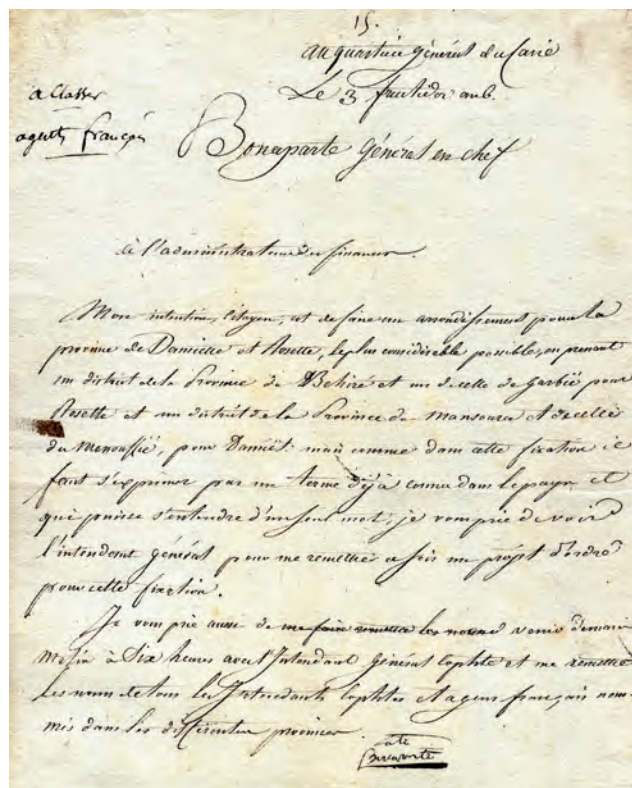 15.
au quartier général du Caire
Le 3 fructidor an 6.
a Classer
agents français
Bonaparte Général en chef
à l'administrateur des finances.
Mon intention, Citoyen, est de faire un arrondissement pour la
province de Damiette et Rosette, le plus considérable possible, en prenant
un district de la Province de Behiré et un de celle de Garbié pour
Rosette et un district de la Province de Mansoura et de celle
de Menouffié, pour Damiet: mais comme dans cette fixation il
faut s'exprimer par un terme déjà connu dans le pays et
qui puisse s'entendre d'un seul mot; je vous prie de voir
l'intendant général pour me remettre ce soir un projet d'ordre
pour cette fixation.
Je vous prie aussi de me faire remettre les noms venir demain
matin à Six heures avec l'Intendant Général Cophte et me remettre
Les noms de tous les Intendants Cophtes et agens français nom-
més dans les différentes provinces.
Bonaparte